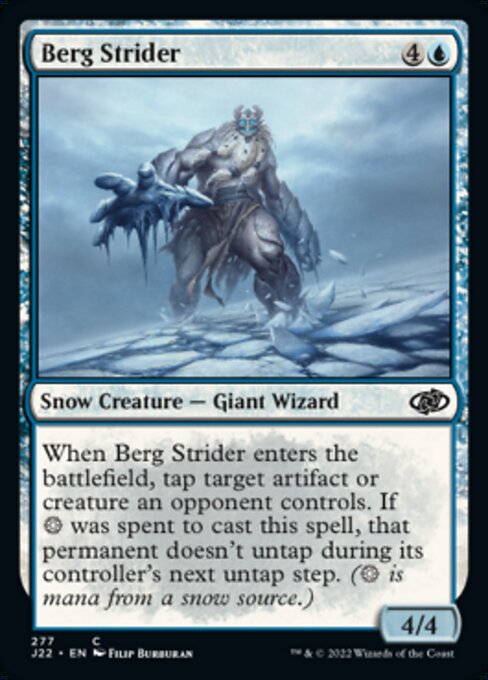 Berg Strider 4
Snow Creature — Giant Wizard
When Berg Strider enters the
battlefield, tap target artifact or
creature an opponent controls. If
was spent to cast this spell, that
permanent doesn't untap during its
controller's next untap step. ( is
mana from a snow source.)
4/4
277 C
J22 • EN Filip Burburan
™ & © 2022 Wizards of the Coast